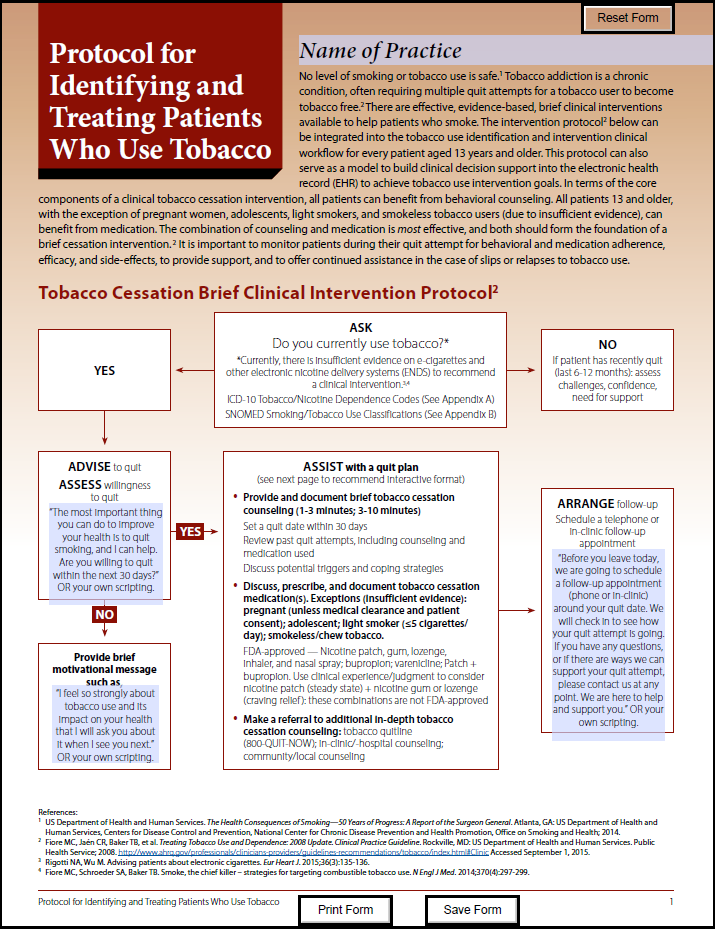 Reset Form
Protocol for
Identifying and
Treating Patients
Who Use Tobacco
Name of Practice
No level of smoking or tobacco use is safe.¹ Tobacco addiction is a chronic
condition, often requiring multiple quit attempts for a tobacco user to become
tobacco free.² There are effective, evidence-based, brief clinical interventions
available to help patients who smoke. The intervention protocol² below can
be integrated into the tobacco use identification and intervention clinical
workflow for every patient aged 13 years and older. This protocol can also
serve as a model to build clinical decision support into the electronic health
record (EHR) to achieve tobacco use intervention goals. In terms of the core
components of a clinical tobacco cessation intervention, all patients can benefit from behavioral counseling. All patients 13 and older,
with the exception of pregnant women, adolescents, light smokers, and smokeless tobacco users (due to insufficient evidence), can
benefit from medication. The combination of counseling and medication is most effective, and both should form the foundation of a
brief cessation intervention.² It is important to monitor patients during their quit attempt for behavioral and medication adherence,
efficacy, and side-effects, to provide support, and to offer continued assistance in the case of slips or relapses to tobacco use.
Tobacco Cessation Brief Clinical Intervention Protocol²
ASK
Do you currently use tobacco?*
*Currently, there is insufficient evidence on e-cigarettes and
other electronic nicotine delivery systems (ENDS) to recommend
a clinical intervention.³,⁴
ICD-10 Tobacco/Nicotine Dependence Codes (See Appendix A)
SNOMED Smoking/Tobacco Use Classifications (See Appendix B)
YES
NO
If patient has recently quit
(last 6-12 months): assess
challenges, confidence,
need for support
ADVISE to quit
ASSESS willingness
to quit
"The most important thing
you can do to improve
your health is to quit
smoking, and I can help.
Are you willing to quit
within the next 30 days?"
OR your own scripting.
YES
NO
Provide brief
motivational message
such as,
"I feel so strongly about
tobacco use and its
impact on your health
that I will ask you about
it when I see you next."
OR your own scripting.
ASSIST with a quit plan
(see next page to recommend interactive format)
• Provide and document brief tobacco cessation
counseling (1-3 minutes; 3-10 minutes)
Set a quit date within 30 days
Review past quit attempts, including counseling and
medication used
Discuss potential triggers and coping strategies
• Discuss, prescribe, and document tobacco cessation
medication(s). Exceptions (insufficient evidence):
pregnant (unless medical clearance and patient
consent); adolescent; light smoker (≤5 cigarettes/
day); smokeless/chew tobacco.
FDA-approved — Nicotine patch, gum, lozenge,
inhaler, and nasal spray; bupropion; varenicline; Patch +
bupropion. Use clinical experience/judgment to consider
nicotine patch (steady state) + nicotine gum or lozenge
(craving relief): these combinations are not FDA-approved
• Make a referral to additional in-depth tobacco
cessation counseling: tobacco quitline
(800-QUIT-NOW); in-clinic/-hospital counseling;
community/local counseling
ARRANGE follow-up
Schedule a telephone or
in-clinic follow-up
appointment
"Before you leave today,
we are going to schedule
a follow-up appointment
(phone or in-clinic)
around your quit date. We
will check in to see how
your quit attempt is going.
If you have any questions,
or if there are ways we can
support your quit attempt,
please contact us at any
point. We are here to help
and support you." OR your
own scripting.
References:
¹ US Department of Health and Human Services. The Health Consequences of Smoking—50 Years of Progress: A Report of the Surgeon General. Atlanta, GA: US Department of Health and
Human Services, Centers for Disease Control and Prevention, National Center for Chronic Disease Prevention and Health Promotion, Office on Smoking and Health; 2014.
² Fiore MC, Jaén CR, Baker TB, et al. Treating Tobacco Use and Dependence: 2008 Update. Clinical Practice Guideline. Rockville, MD: US Department of Health and Human Services. Public
Health Service; 2008. http://www.ahrq.gov/professionals/clinicians-providers/guidelines-recommendations/tobacco/index.html#Clinic Accessed September 1, 2015.
³ Rigotti NA, Wu M. Advising patients about electronic cigarettes. Eur Heart J. 2015;36(3):135-136.
⁴ Fiore MC, Schroeder SA, Baker TB. Smoke, the chief killer – strategies for targeting combustible tobacco use. N Engl J Med. 2014;370(4):297-299.
Protocol for Identifying and Treating Patients Who Use Tobacco
1
Print Form
Save Form